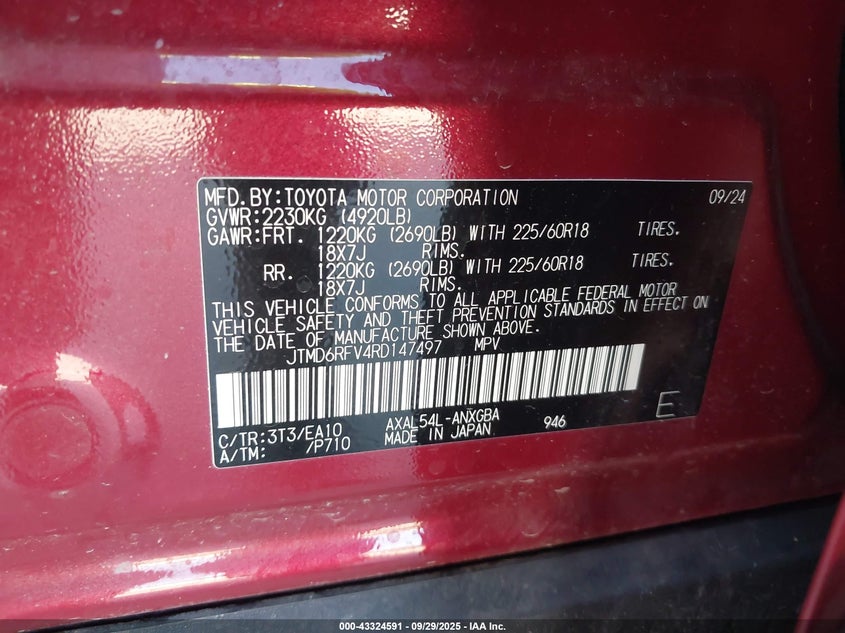 MFD.BY:TOYOTA MOTOR CORPORATION 09/24
GVWR:2230KG (4920LB)
GAWR:FRT. 1220KG (2690LB) WITH 225/60R18 TIRES.
18X7J RIMS.
RR. 1220KG (2690LB) WITH 225/60R18 TIRES.
18X7J RIMS.
THIS VEHICLE CONFORMS TO ALL APPLICABLE FEDERAL MOTOR
VEHICLE SAFETY AND THEFT PREVENTION STANDARDS IN EFFECT ON
THE DATE OF MANUFACTURE SHOWN ABOVE.
JTMD6RFV4RD147497 MPV
C/TR:3T3/EA10 AXAL54L-ANXGBA 946 E
A/TM: /P710 MADE IN JAPAN
000-43324591 | 09/29/2025 | IAA Inc.